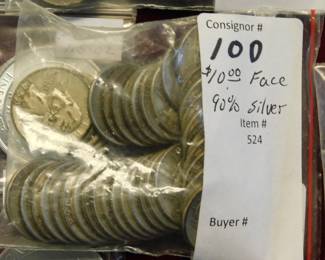 Consignor #
100
$10.00 Face
90% Silver
Item #
524
Buyer #